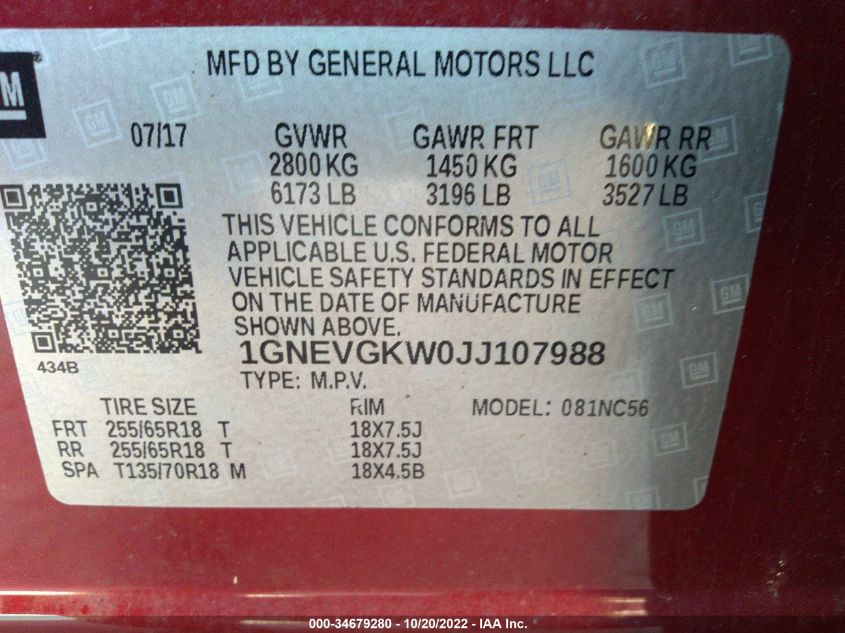 GM
MFD BY GENERAL MOTORS LLC
07/17 GVWR GAWR FRT GAWR RR
2800 KG 1450 KG 1600 KG
6173 LB 3196 LB 3527 LB
THIS VEHICLE CONFORMS TO ALL
APPLICABLE U.S. FEDERAL MOTOR
VEHICLE SAFETY STANDARDS IN EFFECT
ON THE DATE OF MANUFACTURE
SHOWN ABOVE.
1GNEVGKW0JJ107988
434B
TYPE: M.P.V.
TIRE SIZE RIM MODEL: 081NC56
FRT 255/65R18 T 18X7.5J
RR 255/65R18 T 18X7.5J
SPA T135/70R18 M 18X4.5B
000-34679280 - 10/20/2022 - IAA Inc.